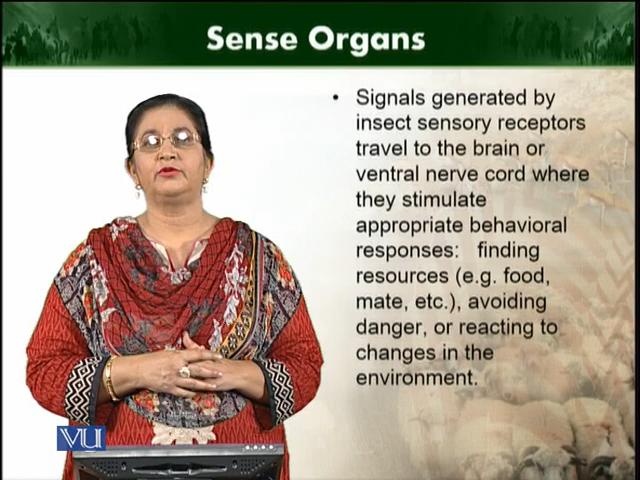 Sense Organs
• Signals generated by
insect sensory receptors
travel to the brain or
ventral nerve cord where
they stimulate
appropriate behavioral
responses: finding
resources (e.g. food,
mate, etc.), avoiding
danger, or reacting to
changes in the
environment.
VU